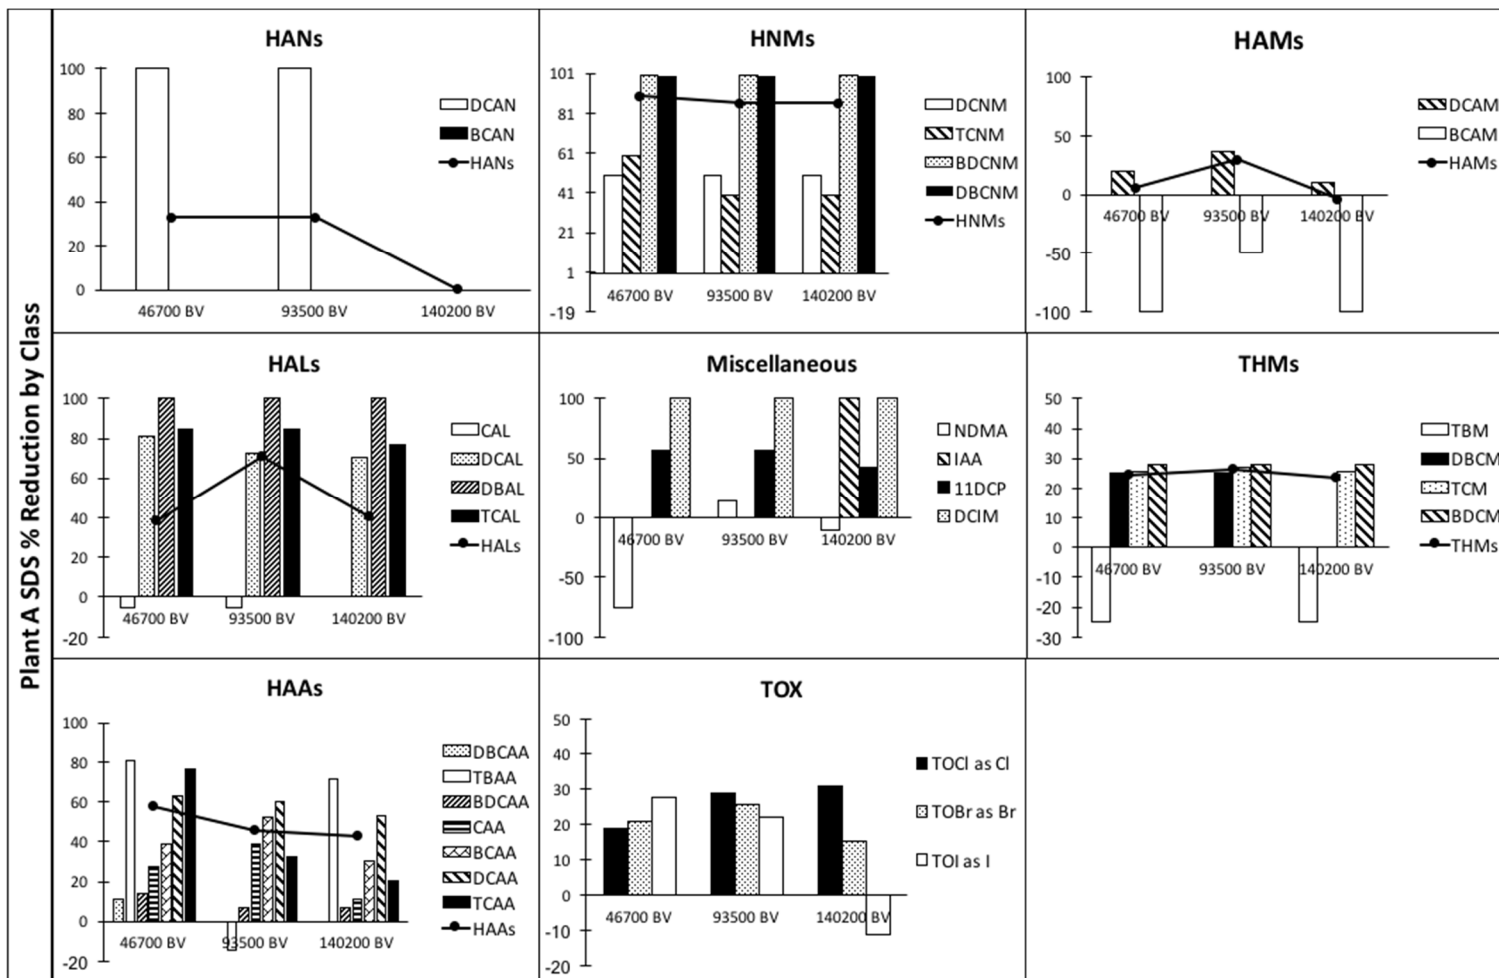 Plant A SDS % Reduction by Class
HANs
100
80
60
40
20
0
46700 BV
93500 BV
140200 BV
DCAN
BCAN
HANs
HNMs
101
81
61
41
21
1
-19
46700 BV
93500 BV
140200 BV
DCNM
TCNM
BDCNM
DBCNM
HNMs
HAMs
100
50
0
-50
-100
46700 BV
93500 BV
140200 BV
DCAM
BCAM
HAMs
HALs
100
80
60
40
20
0
-20
46700 BV
93500 BV
140200 BV
CAL
DCAL
DBAL
TCAL
HALs
Miscellaneous
100
50
0
-50
-100
46700 BV
93500 BV
140200 BV
NDMA
IAA
11DCP
DCIM
THMs
50
40
30
20
10
0
-10
-20
-30
46700 BV
93500 BV
140200 BV
TBM
DBCM
TCM
BDCM
THMs
HAAs
100
80
60
40
20
0
-20
46700 BV
93500 BV
140200 BV
DBCAA
TBAA
BDCAA
CAA
BCAA
DCAA
TCAA
HAAs
TOX
50
40
30
20
10
0
-10
-20
46700 BV
93500 BV
140200 BV
TOCl as Cl
TOBr as Br
TOI as I